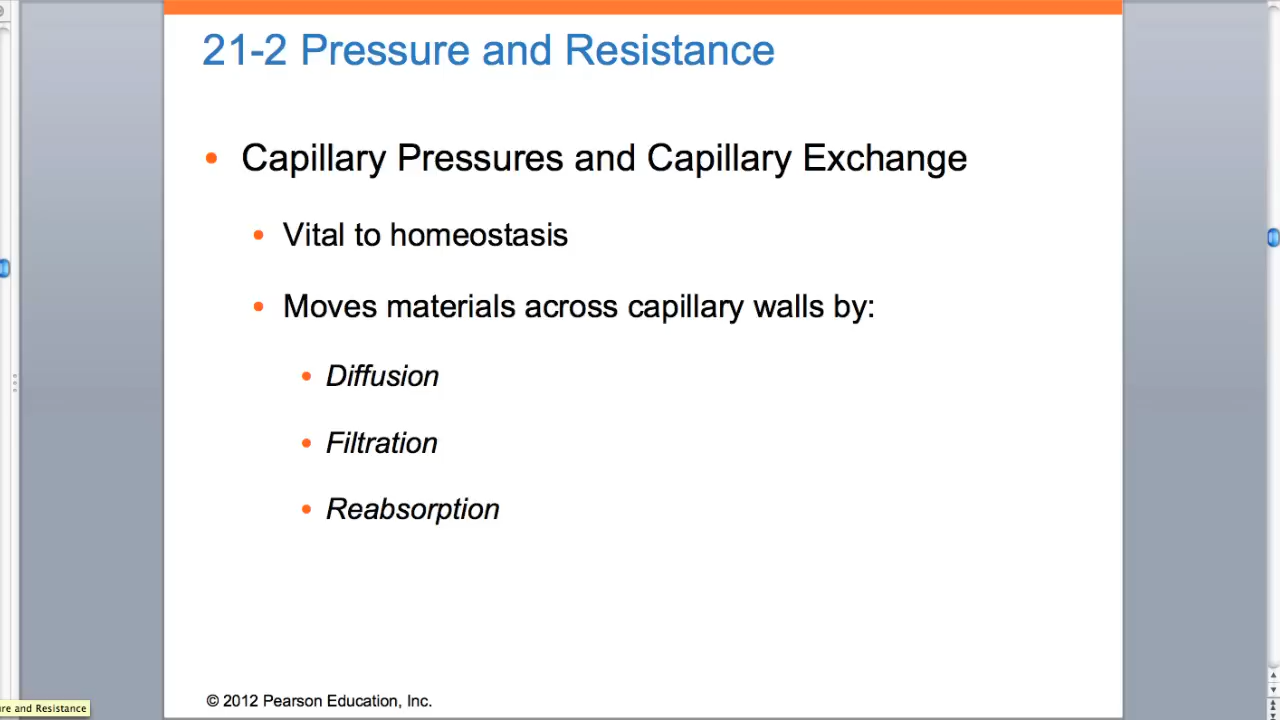 21-2 Pressure and Resistance
• Capillary Pressures and Capillary Exchange
• Vital to homeostasis
• Moves materials across capillary walls by:
• Diffusion
• Filtration
• Reabsorption
© 2012 Pearson Education, Inc.
re and Resistance